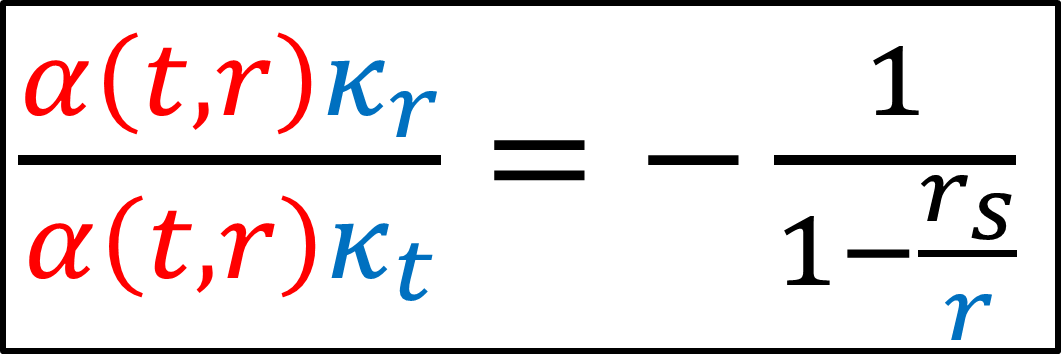 α(t,r)κ_r / α(t,r)κ_t = − 1 / (1 − r_s / r)